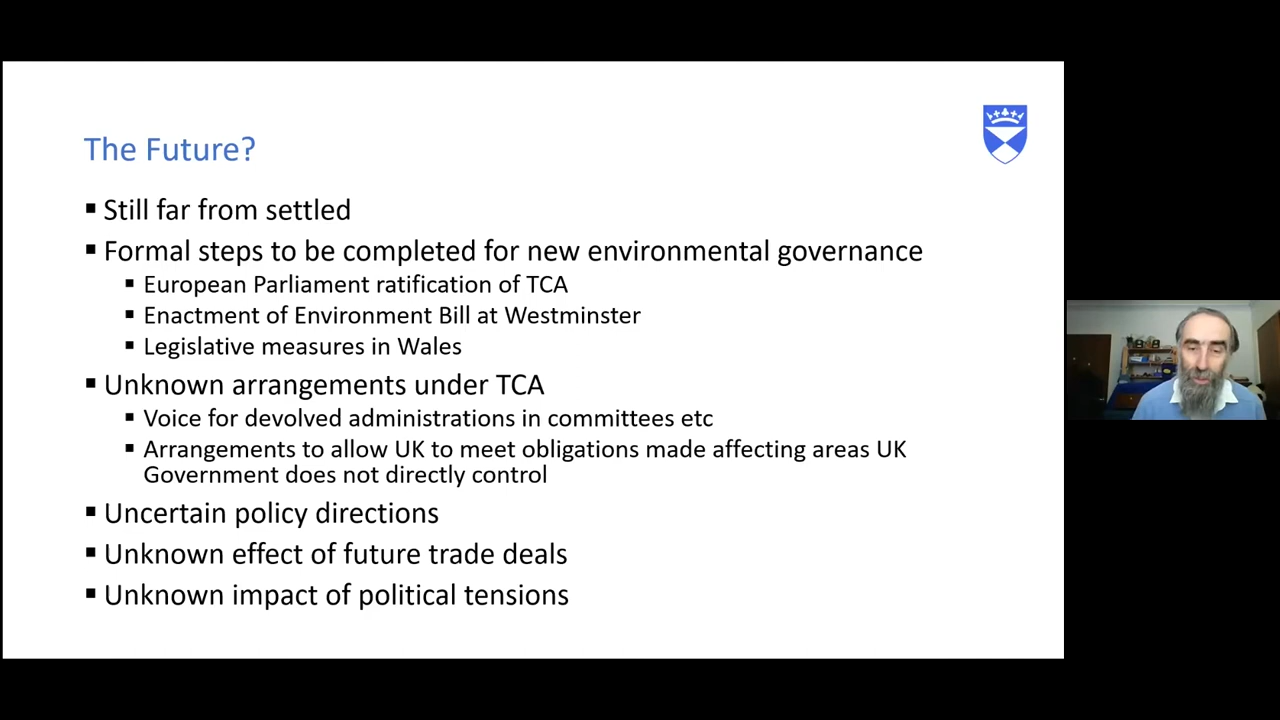 The Future?
▪ Still far from settled
▪ Formal steps to be completed for new environmental governance
▪ European Parliament ratification of TCA
▪ Enactment of Environment Bill at Westminster
▪ Legislative measures in Wales
▪ Unknown arrangements under TCA
▪ Voice for devolved administrations in committees etc
▪ Arrangements to allow UK to meet obligations made affecting areas UK
Government does not directly control
▪ Uncertain policy directions
▪ Unknown effect of future trade deals
▪ Unknown impact of political tensions